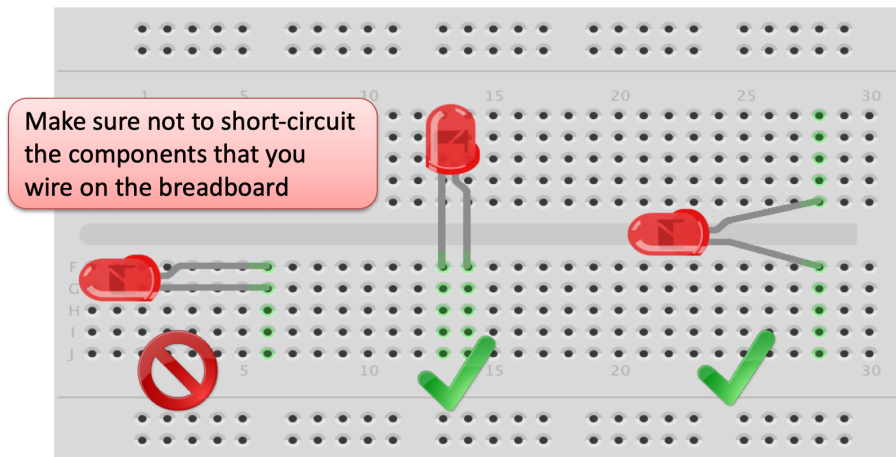 1 10 15 20 25 30
Make sure not to short-circuit
the components that you
wire on the breadboard
F
G
H
I
J
5 10 15 20 25 30